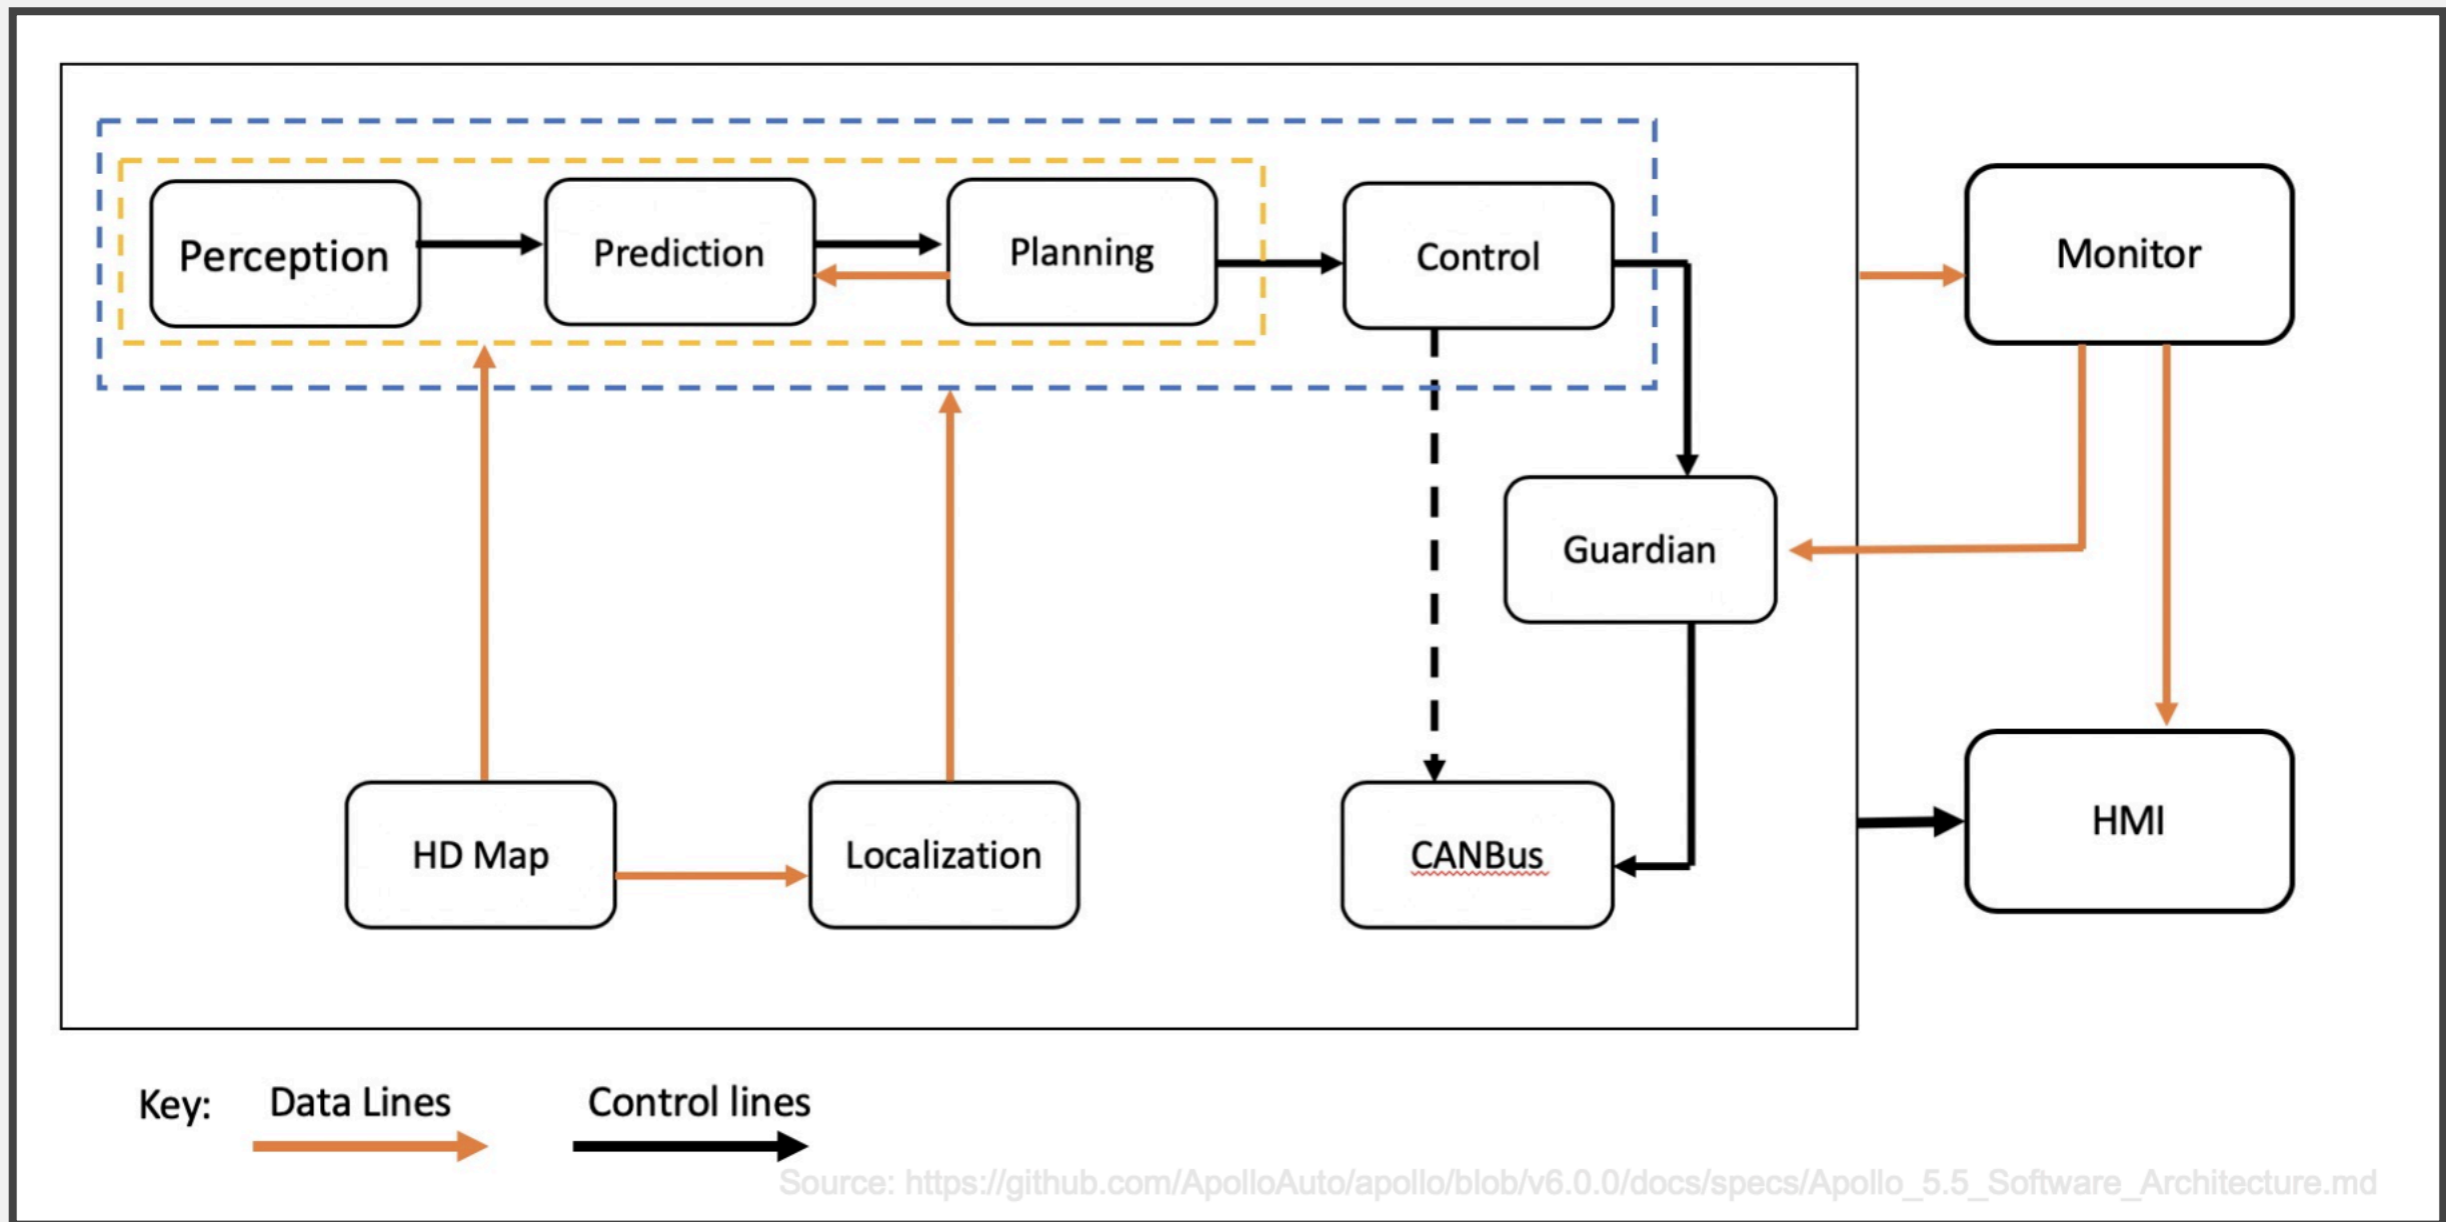 Perception
Prediction
Planning
Control
Monitor
Guardian
HD Map
Localization
CANBus
HMI
Key:
Data Lines
Control lines
Source: https://github.com/ApolloAuto/apollo/blob/v6.0.0/docs/specs/Apollo_5.5_Software_Architecture.md